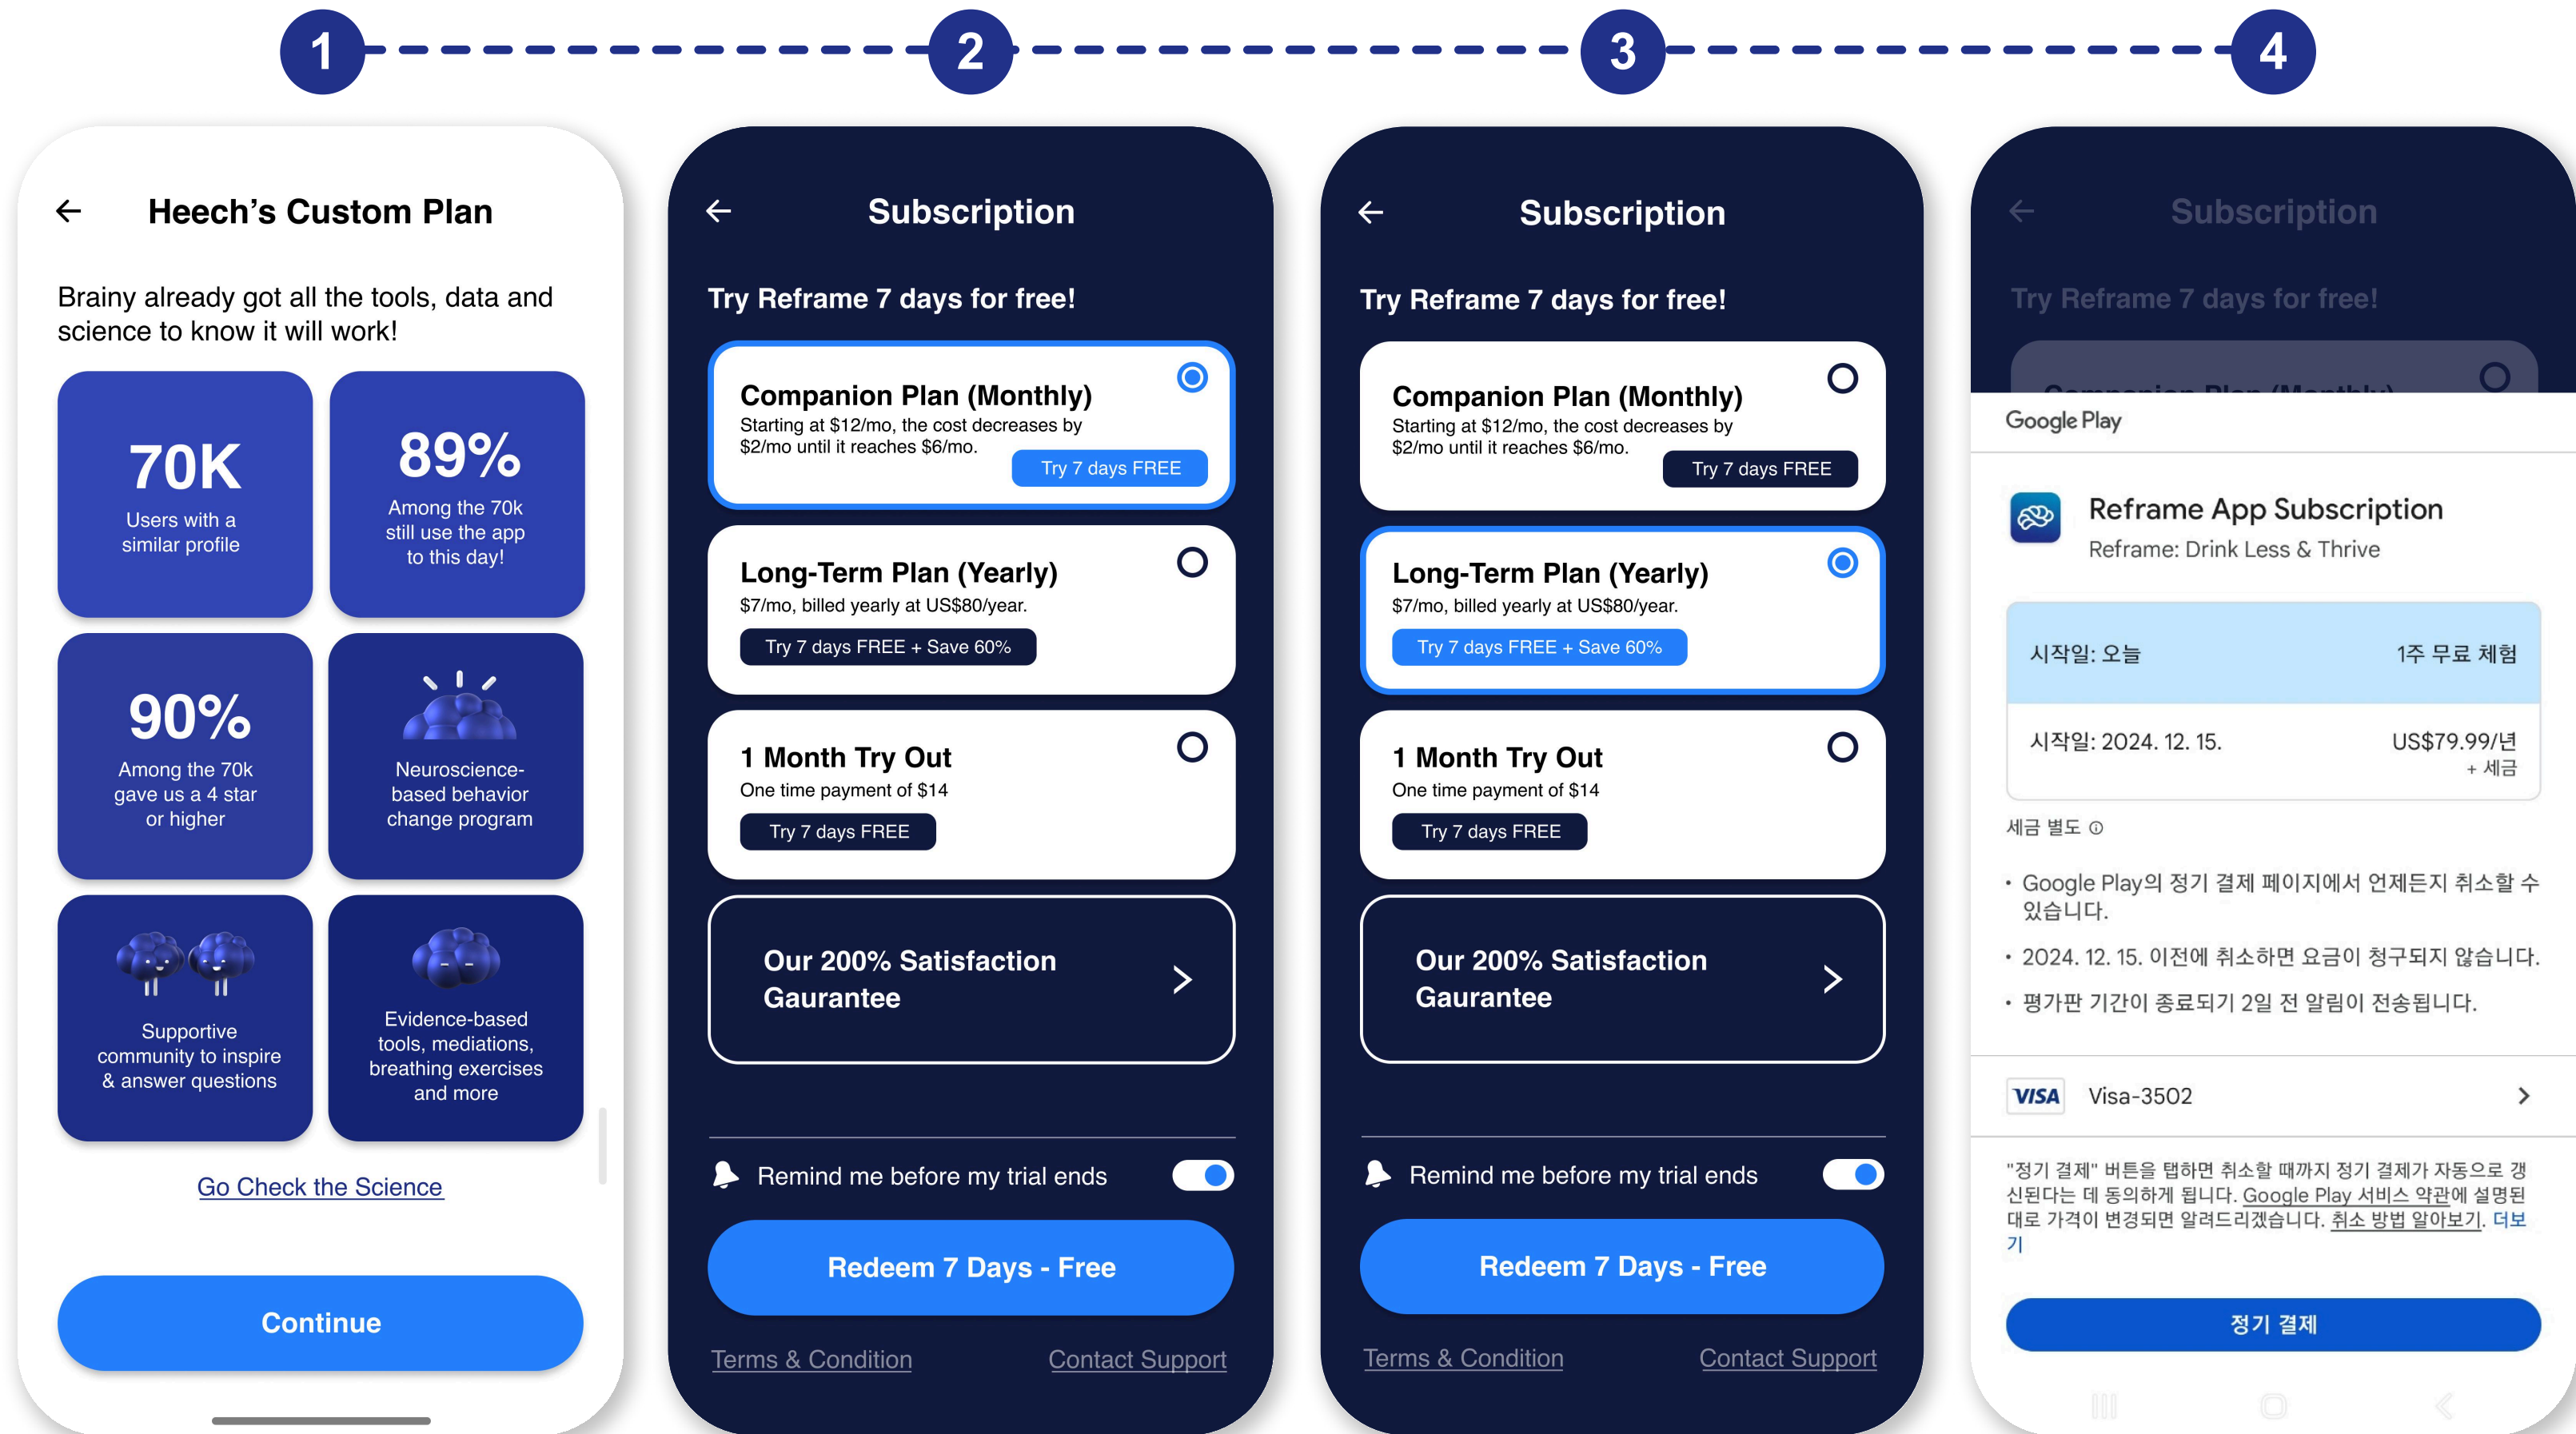 1
2
3
4
Heech's Custom Plan
Brainy already got all the tools, data and
science to know it will work!
70K
Users with a
similar profile
89%
Among the 70k
still use the app
to this day!
90%
Among the 70k
gave us a 4 star
or higher
Neuroscience-
based behavior
change program
Supportive
community to inspire
& answer questions
Evidence-based
tools, mediations,
breathing exercises
and more
Go Check the Science
Continue
Subscription
Try Reframe 7 days for free!
Companion Plan (Monthly)
Starting at $12/mo, the cost decreases by
$2/mo until it reaches $6/mo.
Try 7 days FREE
Long-Term Plan (Yearly)
$7/mo, billed yearly at US$80/year.
Try 7 days FREE + Save 60%
1 Month Try Out
One time payment of $14
Try 7 days FREE
Our 200% Satisfaction
Gaurantee
Remind me before my trial ends
Redeem 7 Days - Free
Terms & Condition
Contact Support
Subscription
Try Reframe 7 days for free!
Companion Plan (Monthly)
Starting at $12/mo, the cost decreases by
$2/mo until it reaches $6/mo.
Try 7 days FREE
Long-Term Plan (Yearly)
$7/mo, billed yearly at US$80/year.
Try 7 days FREE + Save 60%
1 Month Try Out
One time payment of $14
Try 7 days FREE
Our 200% Satisfaction
Gaurantee
Remind me before my trial ends
Redeem 7 Days - Free
Terms & Condition
Contact Support
Subscription
Try Reframe 7 days for free!
Companion Plan (Monthly)
Google Play
Reframe App Subscription
Reframe: Drink Less & Thrive
시작일: 오늘
1주 무료 체험
시작일: 2024. 12. 15.
US$79.99/년
+ 세금
세금 별도
• Google Play의 정기 결제 페이지에서 언제든지 취소할 수
있습니다.
• 2024. 12. 15. 이전에 취소하면 요금이 청구되지 않습니다.
• 평가판 기간이 종료되기 2일 전 알림이 전송됩니다.
VISA
Visa-3502
"정기 결제" 버튼을 탭하면 취소할 때까지 정기 결제가 자동으로 갱
신된다는 데 동의하게 됩니다. Google Play 서비스 약관에 설명된
대로 가격이 변경되면 알려드리겠습니다. 취소 방법 알아보기. 더보
기
정기 결제